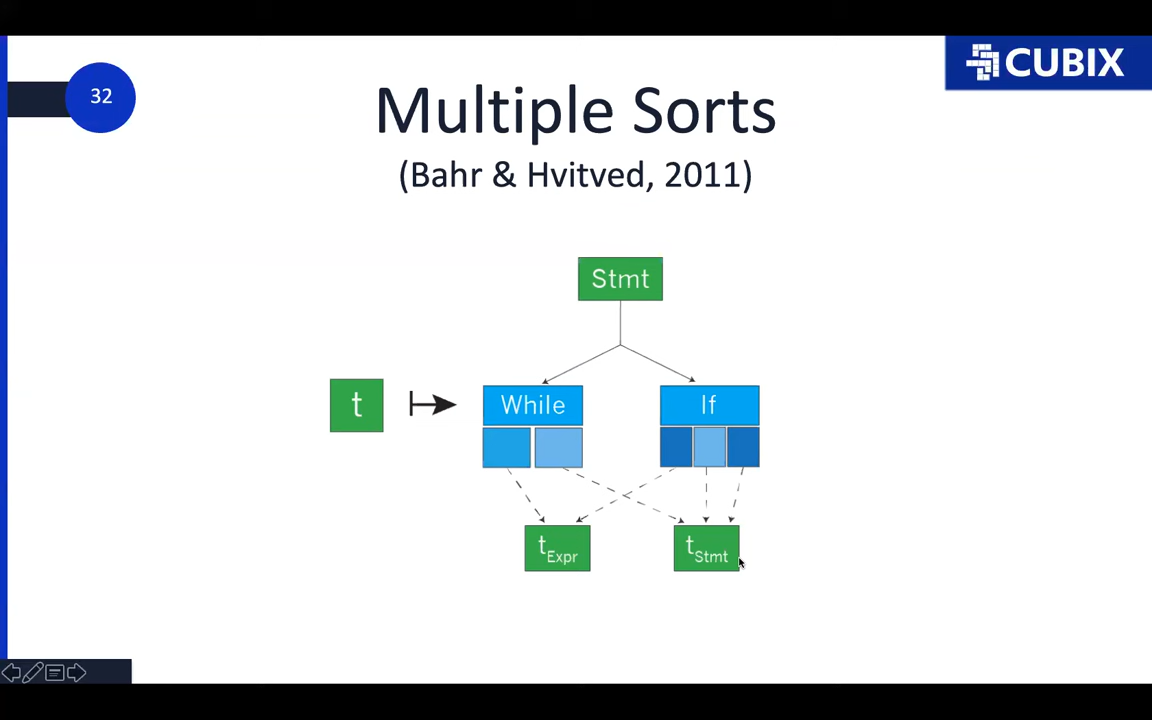 32
CUBIX
Multiple Sorts
(Bahr & Hvitved, 2011)
Stmt
t
While
If
tExpr
tStmt